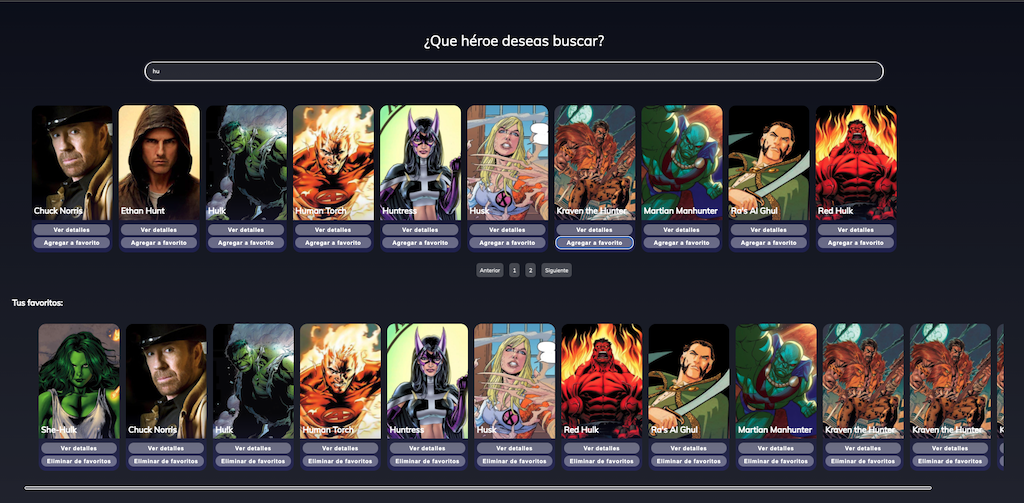 ¿Que héroe deseas buscar?
hu
Chuck Norris Ethan Hunt Hulk Human Torch Huntress Husk Kraven the Hunter Martian Manhunter Ra's Al Ghul Red Hulk
Ver detalles Ver detalles Ver detalles Ver detalles Ver detalles Ver detalles Ver detalles Ver detalles Ver detalles Ver detalles
Agregar a favorito Agregar a favorito Agregar a favorito Agregar a favorito Agregar a favorito Agregar a favorito Agregar a favorito Agregar a favorito Agregar a favorito Agregar a favorito
Anterior 1 2 Siguiente
Tus favoritos:
She-Hulk Chuck Norris Hulk Human Torch Huntress Husk Red Hulk Ra's Al Ghul Martian Manhunter Kraven the Hunter Kraven the Hunter K
Ver detalles Ver detalles Ver detalles Ver detalles Ver detalles Ver detalles Ver detalles Ver detalles Ver detalles Ver detalles Ver detalles
Eliminar de favoritos Eliminar de favoritos Eliminar de favoritos Eliminar de favoritos Eliminar de favoritos Eliminar de favoritos Eliminar de favoritos Eliminar de favoritos Eliminar de favoritos Eliminar de favoritos Eliminar de favoritos